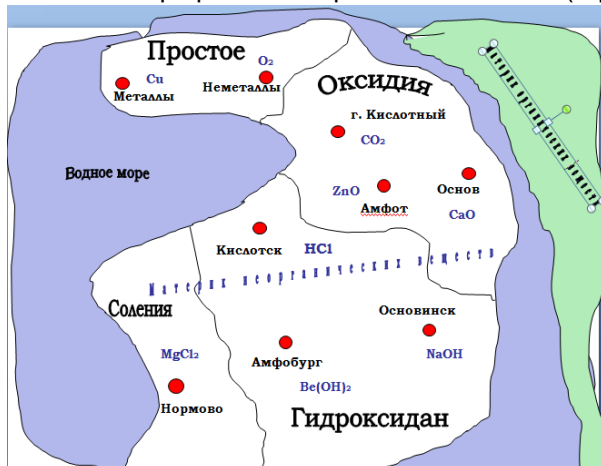 Простое
O₂
Cu
Неметаллы
Металлы
Оксидия
г. Кислотный
CO₂
Водное море
ZnO
Основ
Амфот
CaO
Кислотск
HCl
Материк неорганических веществ
Соления
Основинск
MgCl₂
Амфобург
NaOH
Be(OH)₂
Нормово
Гидроксидан